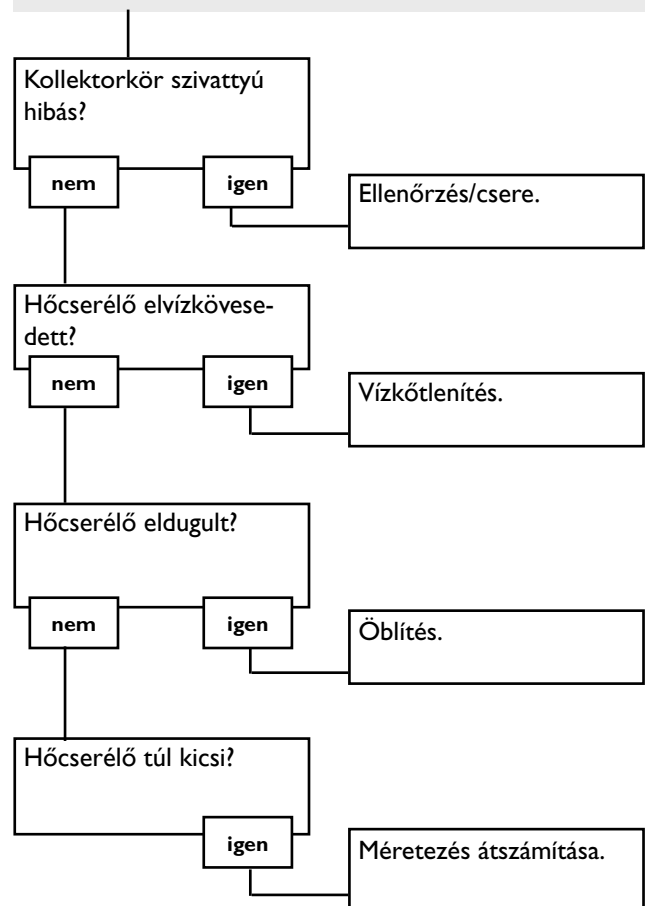 Kollektorkör szivattyú
hibás?
nem
igen
Ellenőrzés/csere.
Hőcserélő elvízkövese-
dett?
nem
igen
Vízkőtlenítés.
Hőcserélő eldugult?
nem
igen
Öblítés.
Hőcserélő túl kicsi?
igen
Méretezés átszámítása.